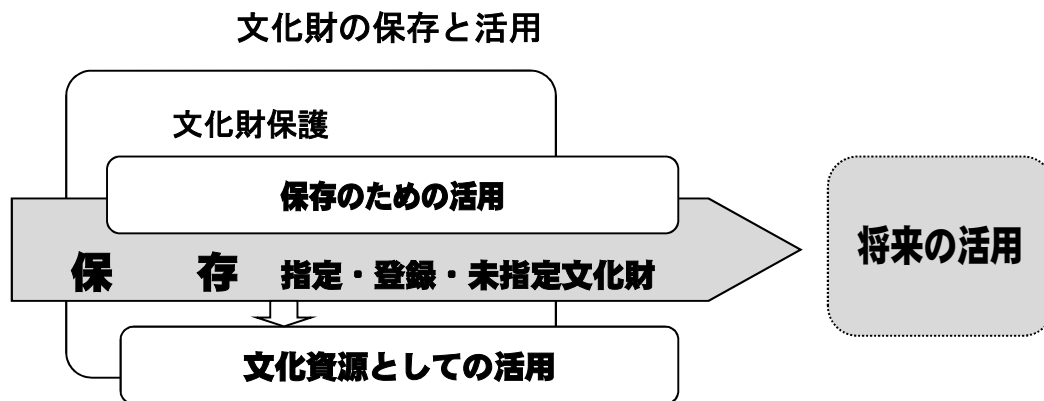 文化財の保存と活用
文化財保護
保存のための活用
保 存 指定・登録・未指定文化財
将来の活用
文化資源としての活用